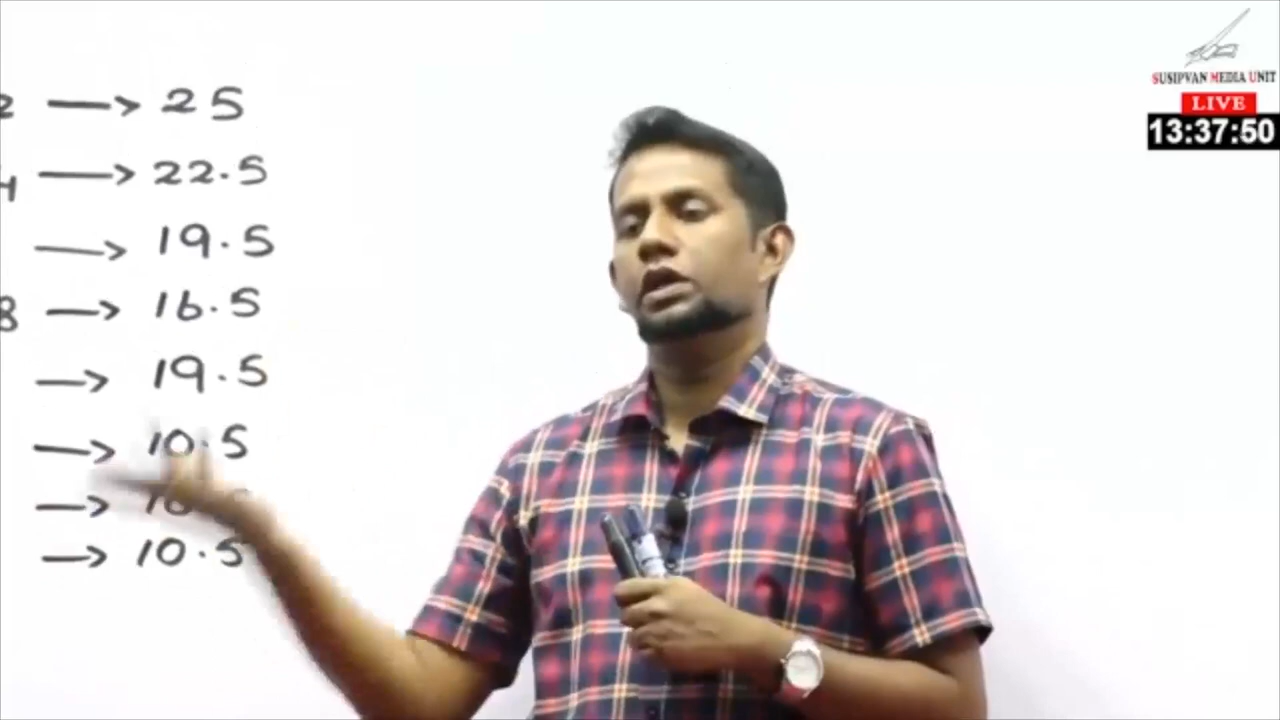 2 → 25
4 → 22.5
→ 19.5
8 → 16.5
→ 19.5
→ 10.5
→
→ 10.5
SUSIPVAN MEDIA UNIT
LIVE
13:37:50